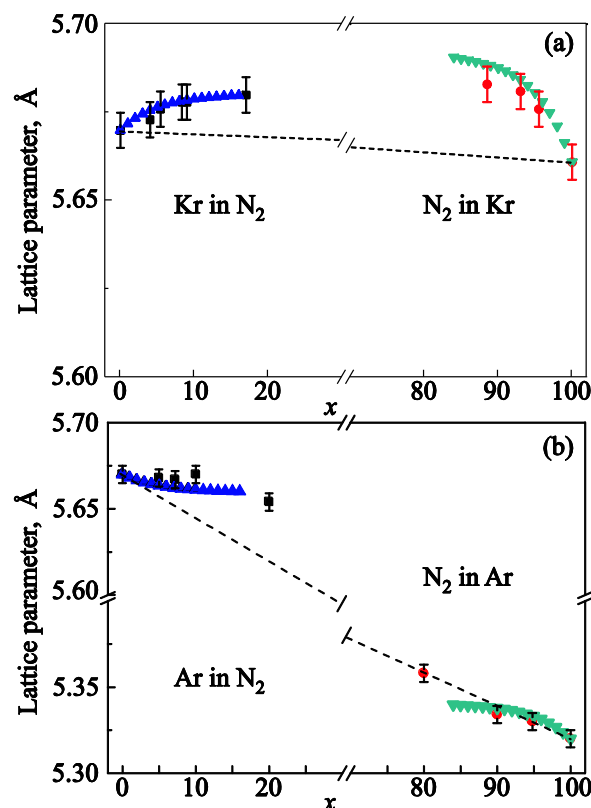 (a)
Lattice parameter, Å
5.70
5.65
5.60
Kr in N₂
N₂ in Kr
0 10 20 80 90 100
x
(b)
Lattice parameter, Å
5.70
5.65
5.60
5.35
5.30
N₂ in Ar
Ar in N₂
0 10 20 80 90 100
x